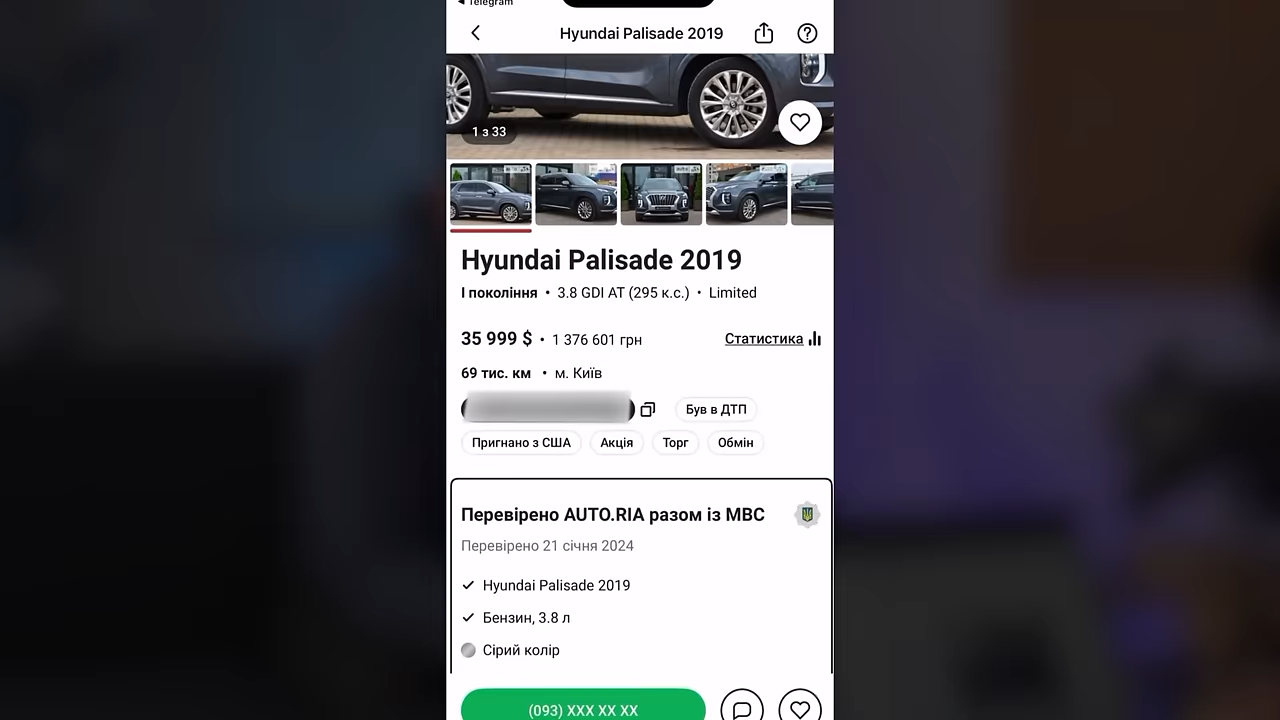 ◂ Telegram
Hyundai Palisade 2019
1 з 33
Hyundai Palisade 2019
I покоління • 3.8 GDI AT (295 к.с.) • Limited
35 999 $ • 1 376 601 грн Статистика
69 тис. км • м. Київ
Був в ДТП
Пригнано з США Акція Торг Обмін
Перевірено AUTO.RIA разом із МВС
Перевірено 21 січня 2024
Hyundai Palisade 2019
Бензин, 3.8 л
Сірий колір
(093) XXX XX XX